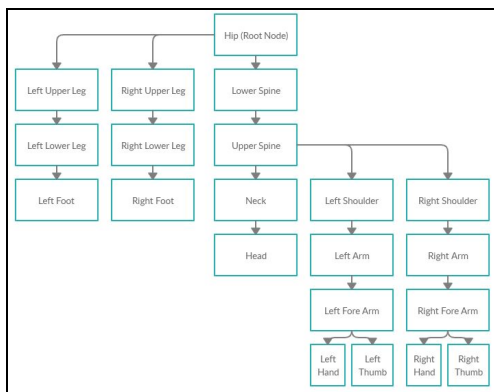 Hip (Root Node)
Left Upper Leg
Right Upper Leg
Lower Spine
Left Lower Leg
Right Lower Leg
Upper Spine
Left Foot
Right Foot
Neck
Left Shoulder
Right Shoulder
Head
Left Arm
Right Arm
Left Fore Arm
Right Fore Arm
Left
Hand
Left
Thumb
Right
Hand
Right
Thumb